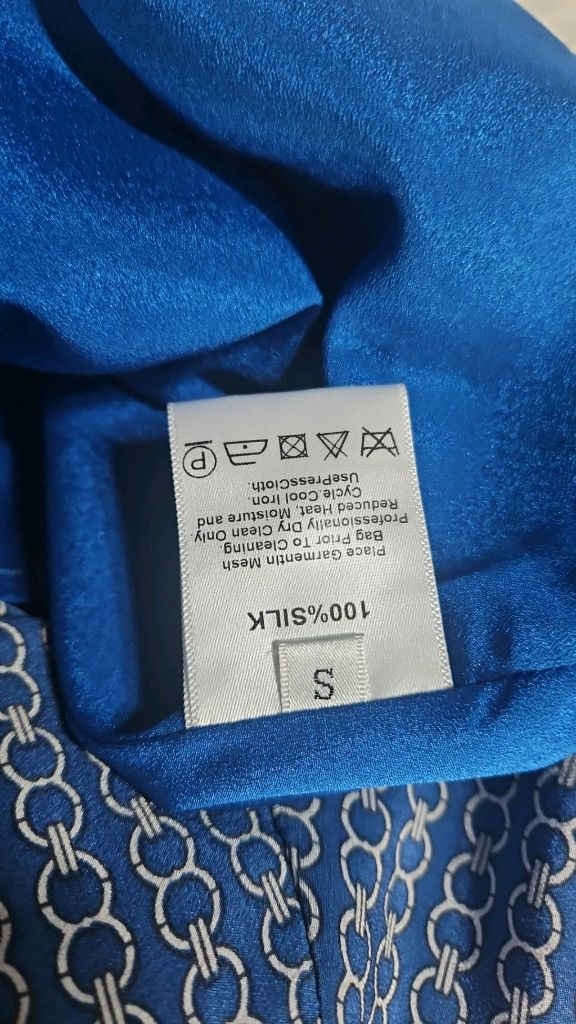 S
100%SILK
Place Garmentin Mesh
Bag Prior To Cleaning.
Professionally Dry Clean Only
Reduced Heat, Moisture and
Cycle.Cool Iron.
UsePressCloth.
P